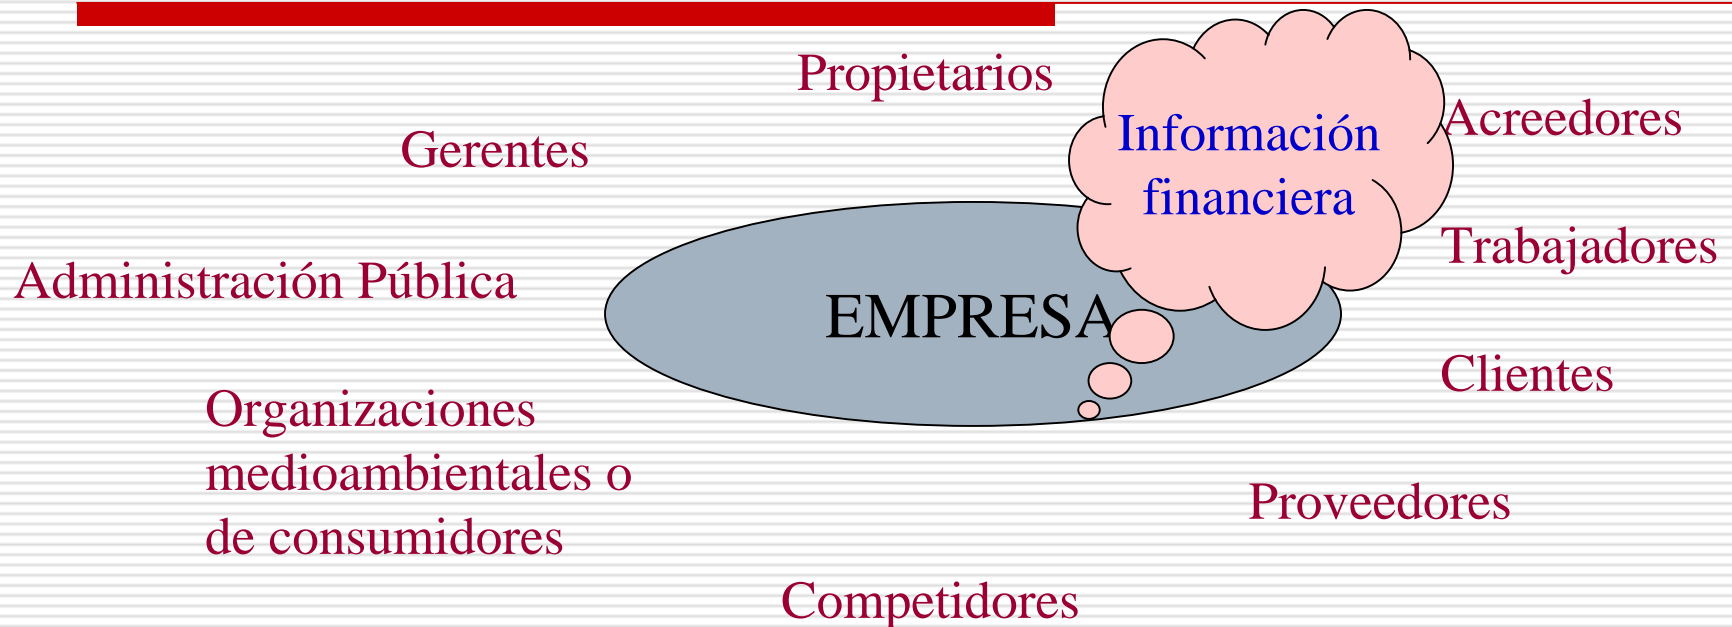 Propietarios
Gerentes
Información
financiera
Acreedores
Administración Pública
EMPRESA
Trabajadores
Clientes
Organizaciones
medioambientales o
de consumidores
Proveedores
Competidores